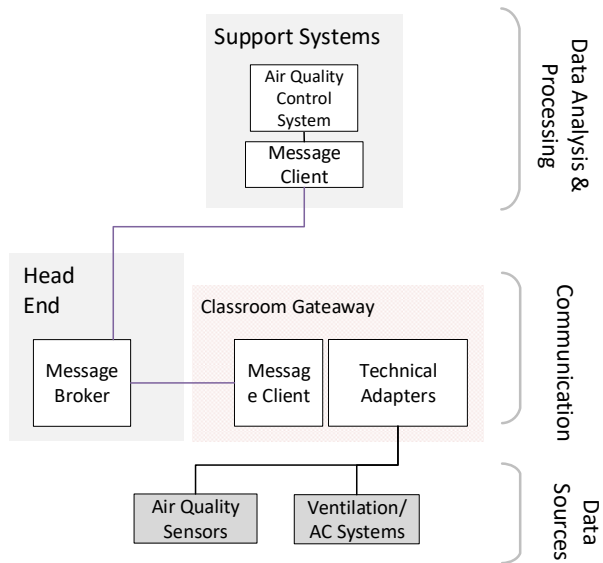 Support Systems
Air Quality
Control
System
Message
Client
Data Analysis &
Processing
Head
End
Message
Broker
Classroom Gateaway
Messag
e Client
Technical
Adapters
Communication
Air Quality
Sensors
Ventilation/
AC Systems
Data
Sources